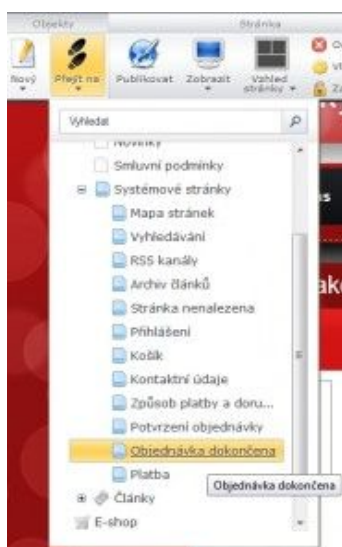 Objekty
Stránka
Nový
Přejít na
Publikovat
Zobrazit
Vzhled stránky
Vyhledat
Novinky
Smluvní podmínky
Systémové stránky
Mapa stránek
Vyhledávání
RSS kanály
Archiv článků
Stránka nenalezena
Přihlášení
Košík
Kontaktní údaje
Způsob platby a doru...
Potvrzení objednávky
Objednávka dokončena
Platba
Objednávka dokončena
Články
E-shop